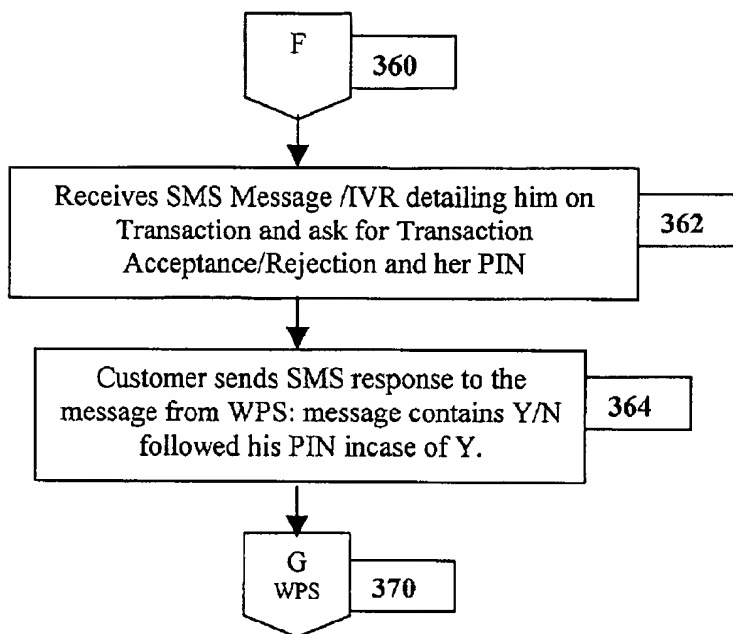 F
360
Receives SMS Message /IVR detailing him on
Transaction and ask for Transaction
Acceptance/Rejection and her PIN
362
Customer sends SMS response to the
message from WPS: message contains Y/N
followed his PIN incase of Y.
364
G
WPS
370